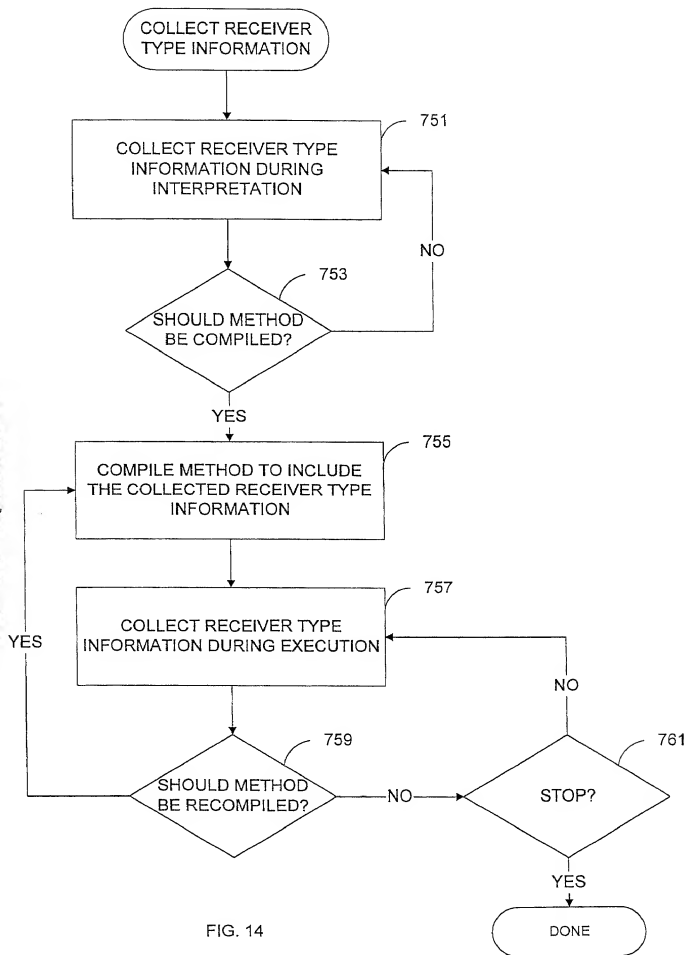 COLLECT RECEIVER
TYPE INFORMATION
751
COLLECT RECEIVER TYPE
INFORMATION DURING
INTERPRETATION
NO
753
SHOULD METHOD
BE COMPILED?
YES
755
COMPILE METHOD TO INCLUDE
THE COLLECTED RECEIVER TYPE
INFORMATION
757
COLLECT RECEIVER TYPE
INFORMATION DURING EXECUTION
YES
NO
759
761
SHOULD METHOD
BE RECOMPILED?
NO
STOP?
YES
FIG. 14
DONE